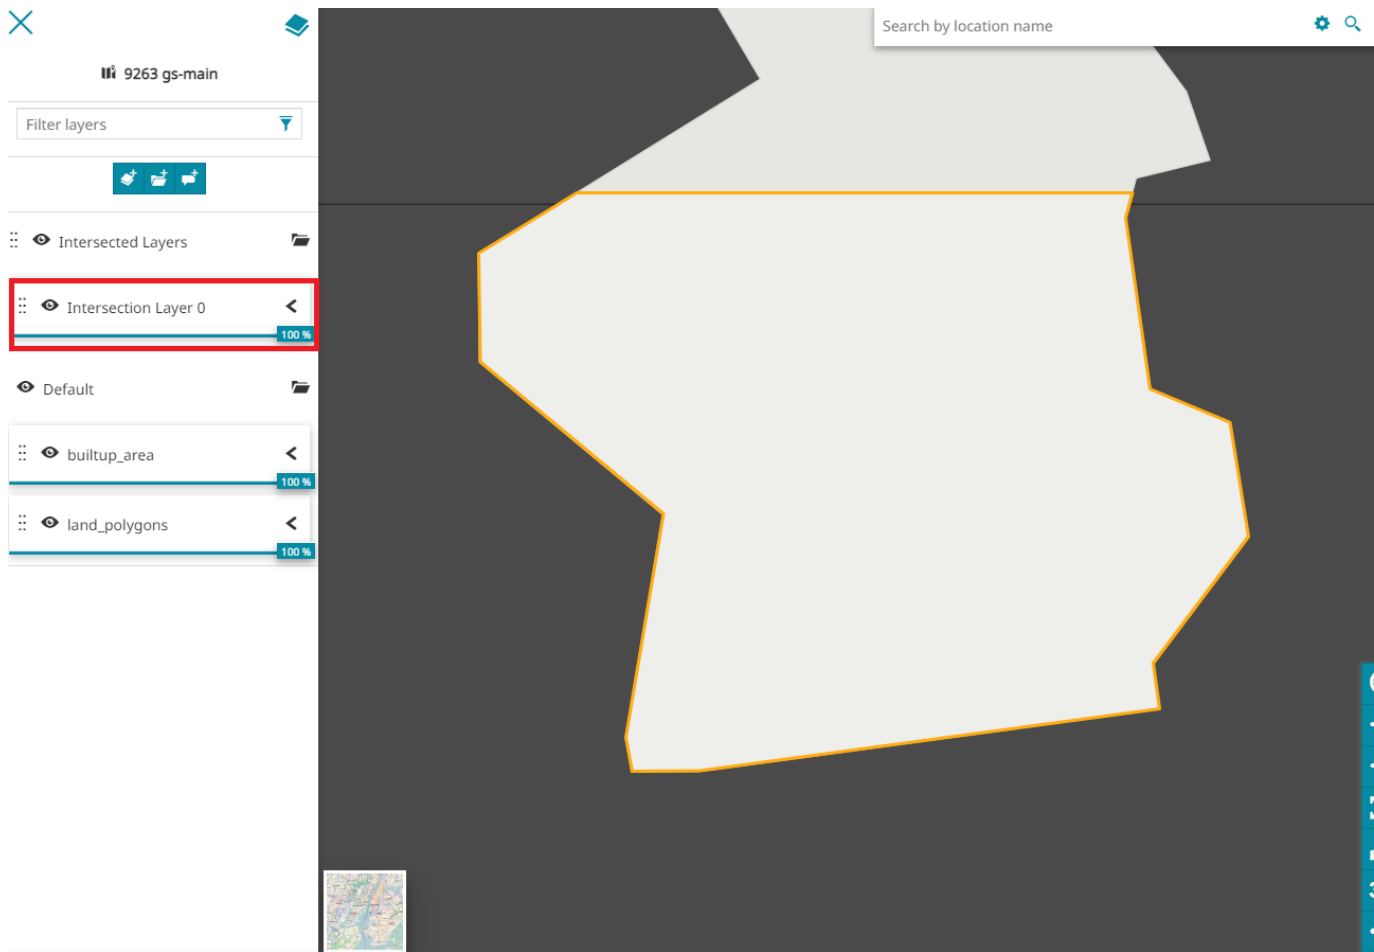 Search by location name
9263 gs-main
Filter layers
Intersected Layers
Intersection Layer 0
100 %
Default
builtup_area
100 %
land_polygons
100 %